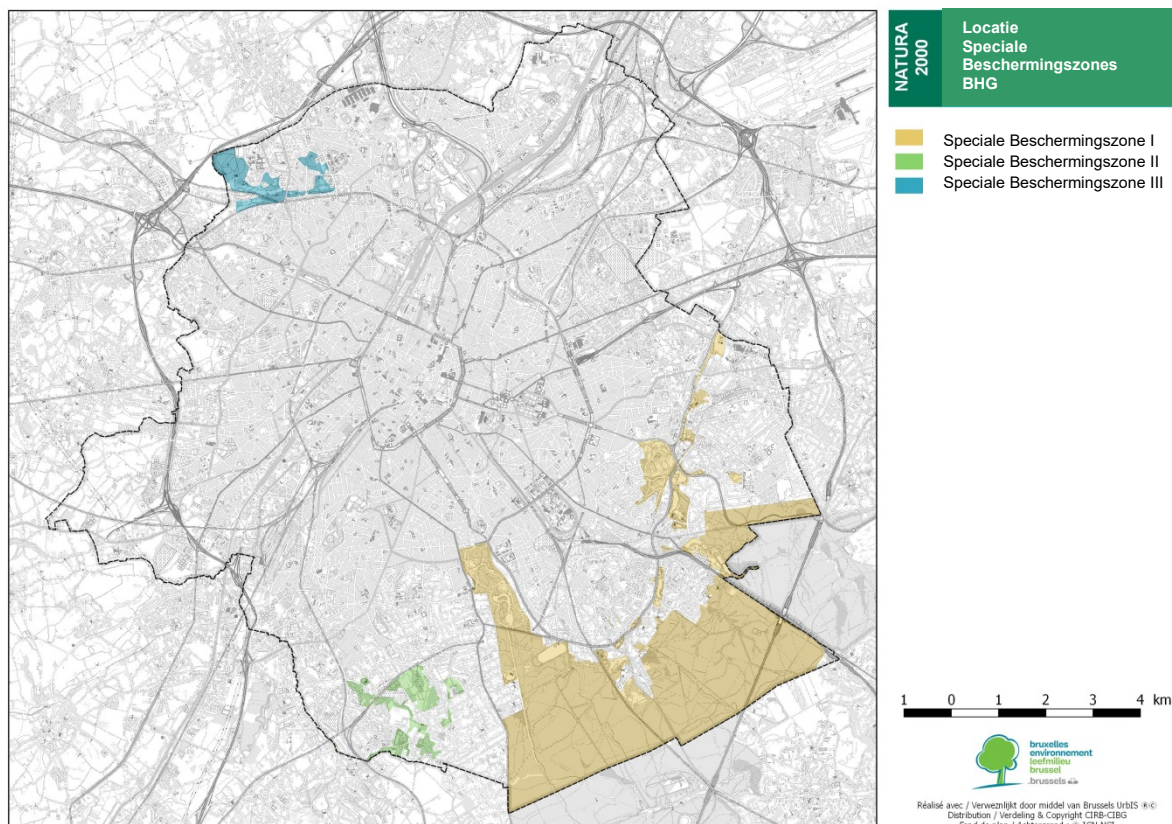 NATURA
2000
Locatie
Speciale
Beschermingszones
BHG
Speciale Beschermingszone I
Speciale Beschermingszone II
Speciale Beschermingszone III
1 0 1 2 3 4 km
bruxelles
environnement
leefmilieu
brussel
.brussels
Réalisé avec / Verweznlijkt door middel van Brussels UrbIS ®©
Distribution / Verdeling & Copyright CIRB-CIBG